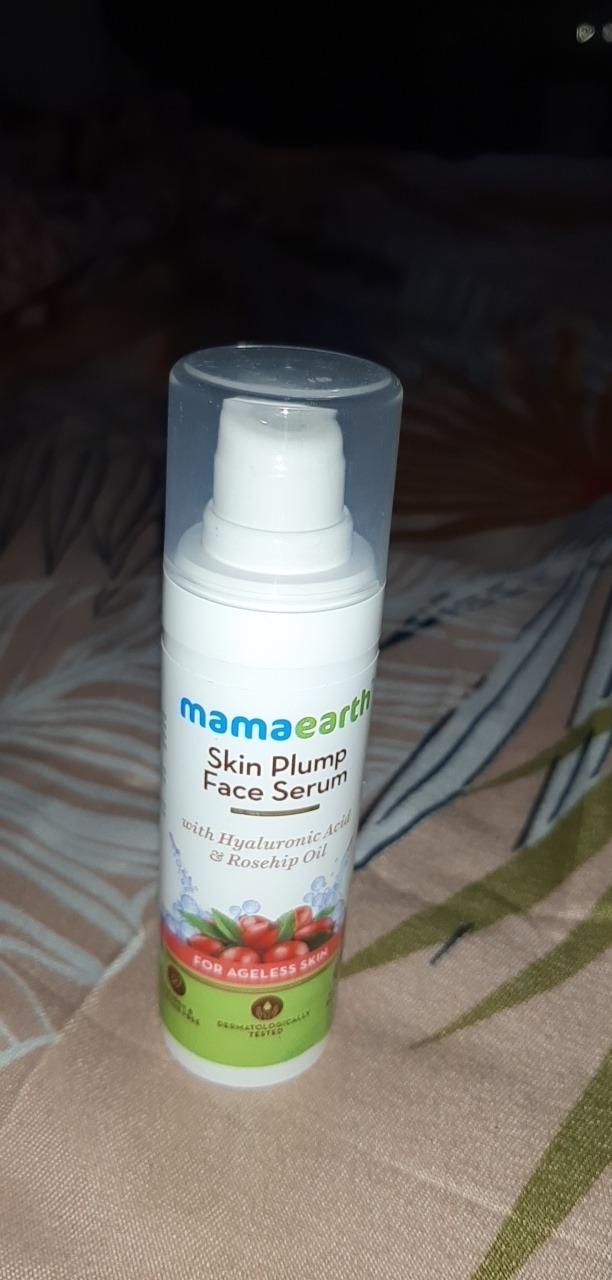 mamaearth
Skin Plump
Face Serum
with Hyaluronic Acid
& Rosehip Oil
FOR AGELESS SKIN
DERMATOLOGICALLY
TESTED